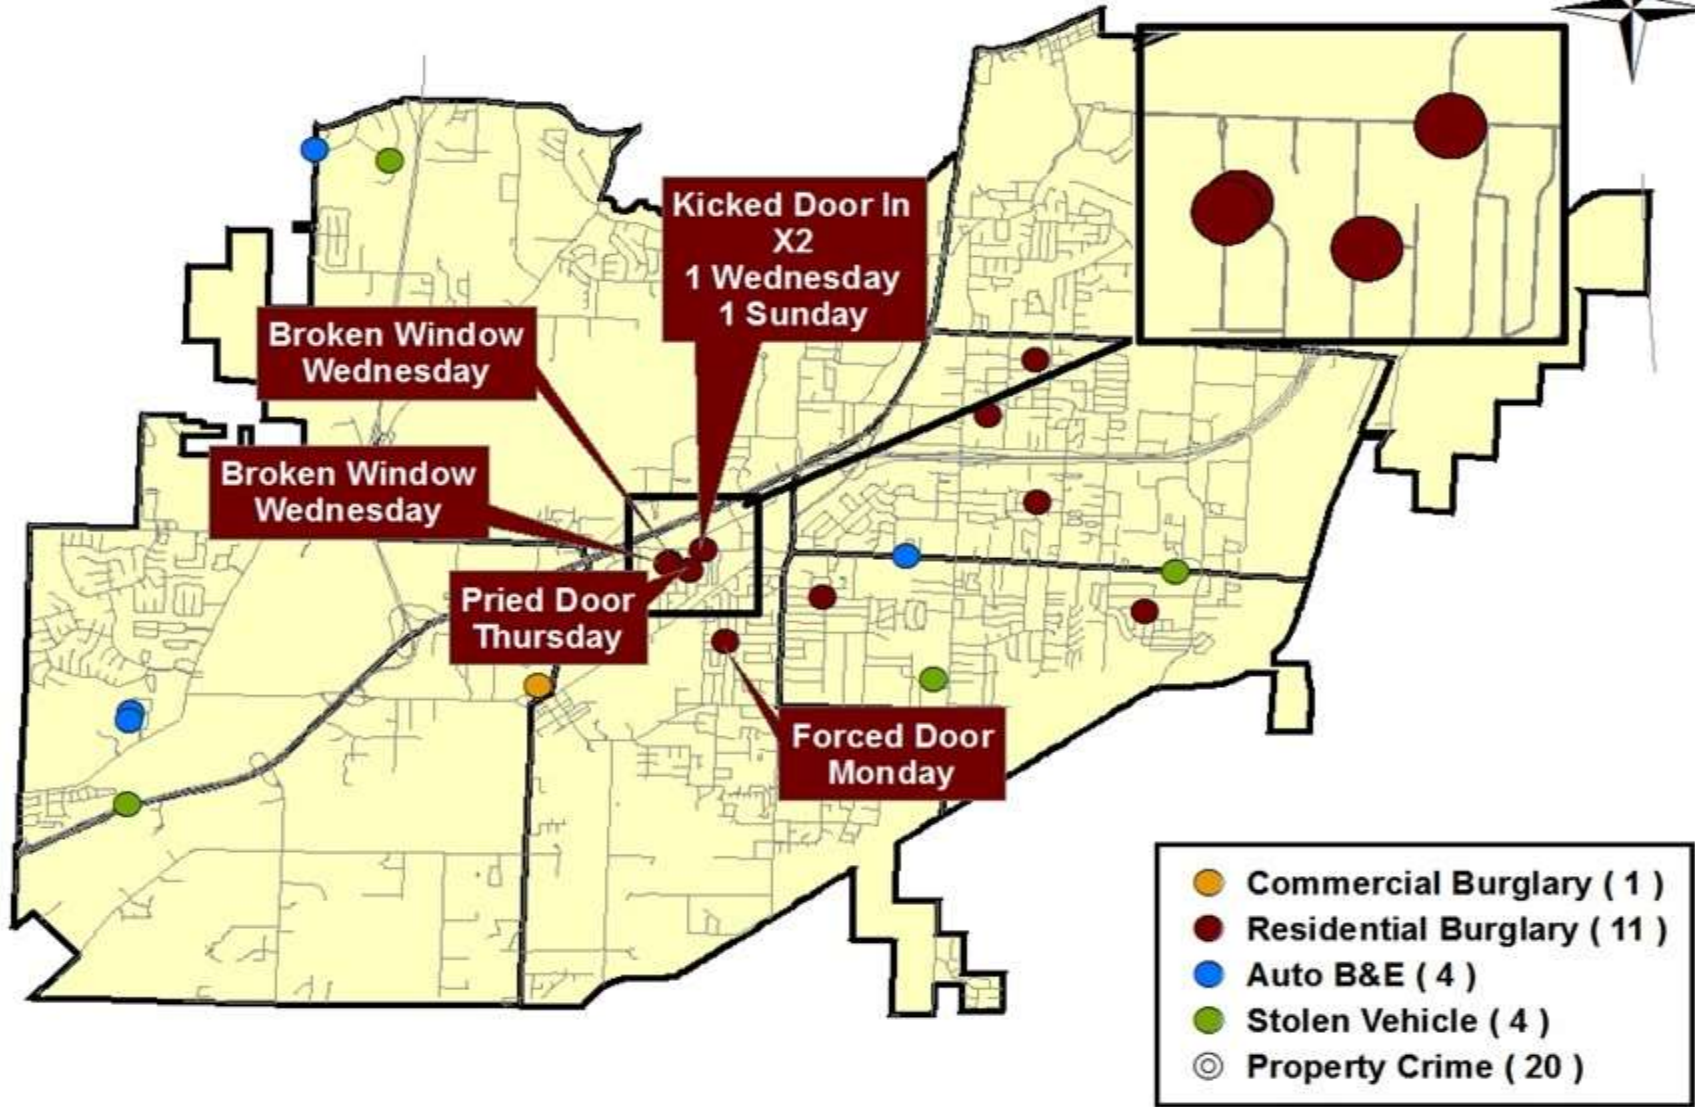 Kicked Door In
X2
1 Wednesday
1 Sunday
Broken Window
Wednesday
Broken Window
Wednesday
Pried Door
Thursday
Forced Door
Monday
Commercial Burglary ( 1 )
Residential Burglary ( 11 )
Auto B&E ( 4 )
Stolen Vehicle ( 4 )
Property Crime ( 20 )